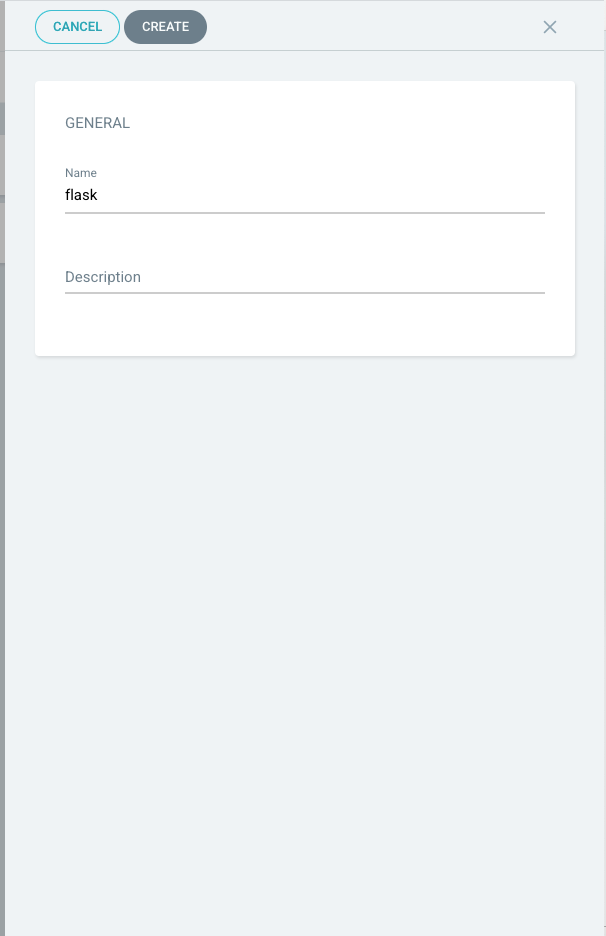 CANCEL
CREATE
GENERAL
Name
flask
Description